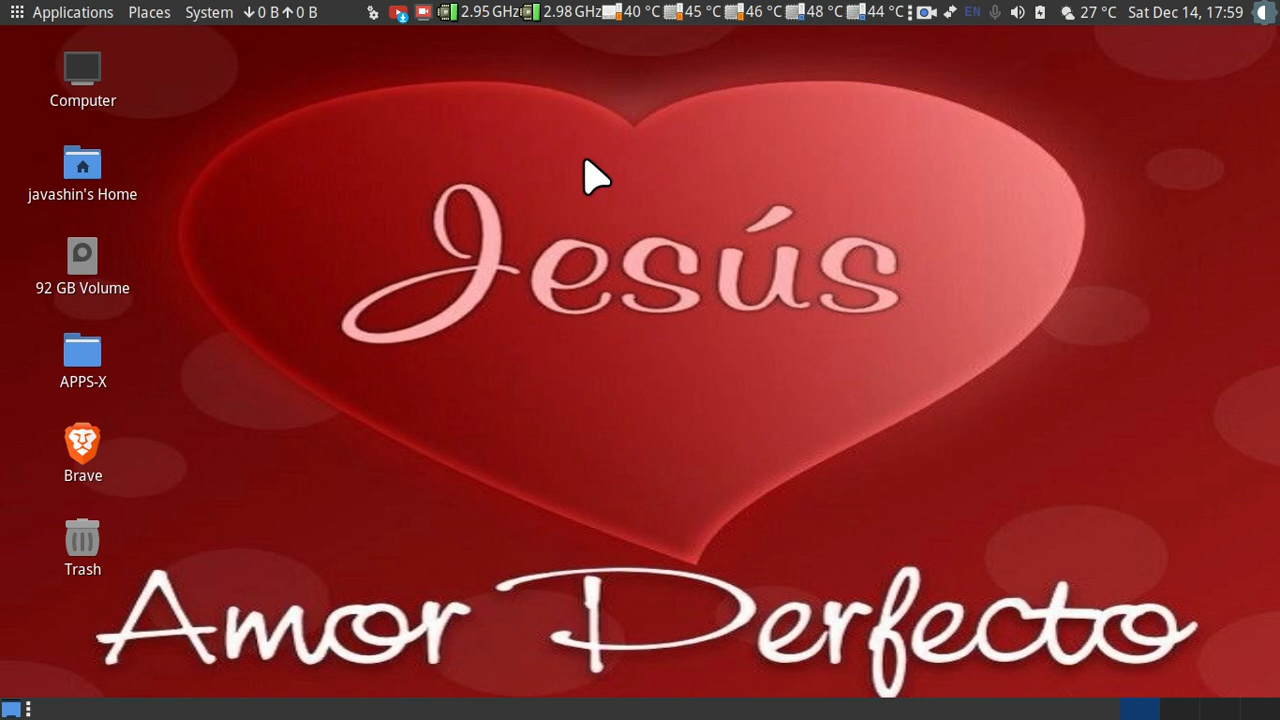 Applications Places System 0 B 0 B 2.95 GHz 2.98 GHz 40 °C 45 °C 46 °C 48 °C 44 °C EN 27 °C Sat Dec 14, 17:59
Computer
javashin's Home
92 GB Volume
APPS-X
Brave
Trash
Jesús
Amor Perfecto